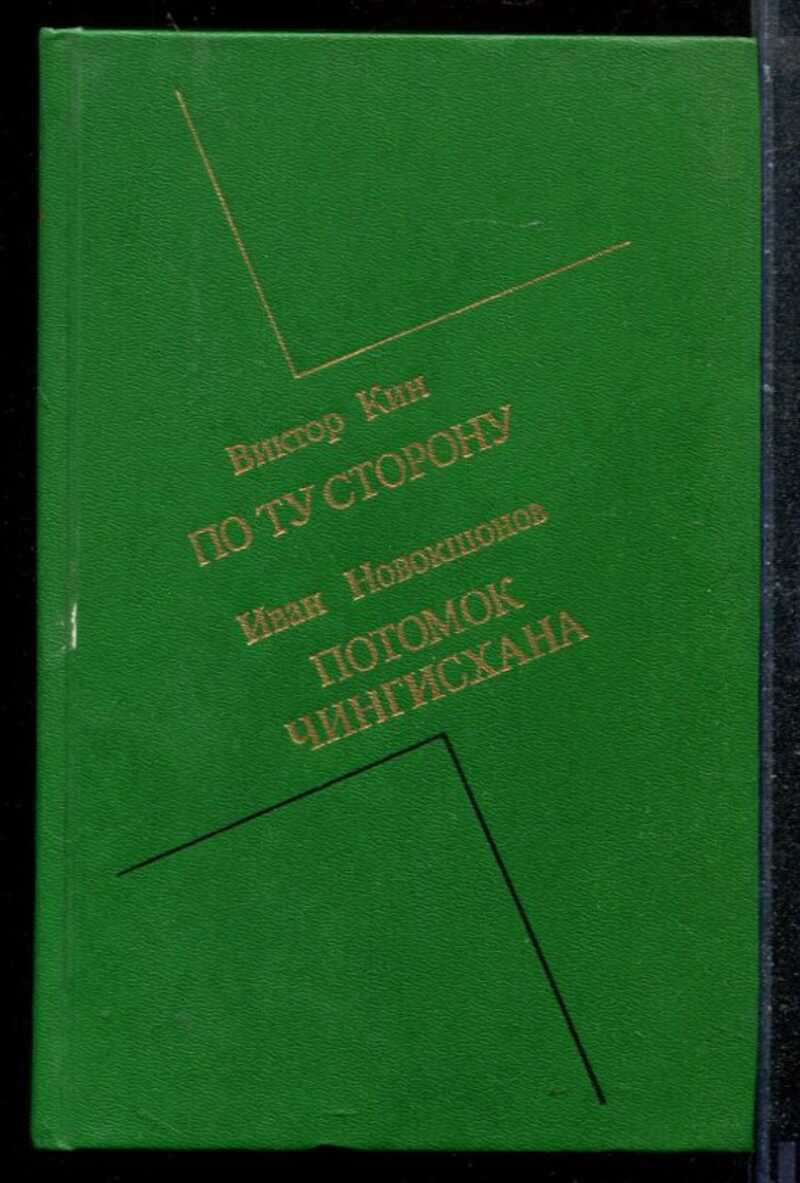 Виктор Кин
ПО ТУ СТОРОНУ
Иван Новокшонов
ПОТОМОК
ЧИНГИСХАНА